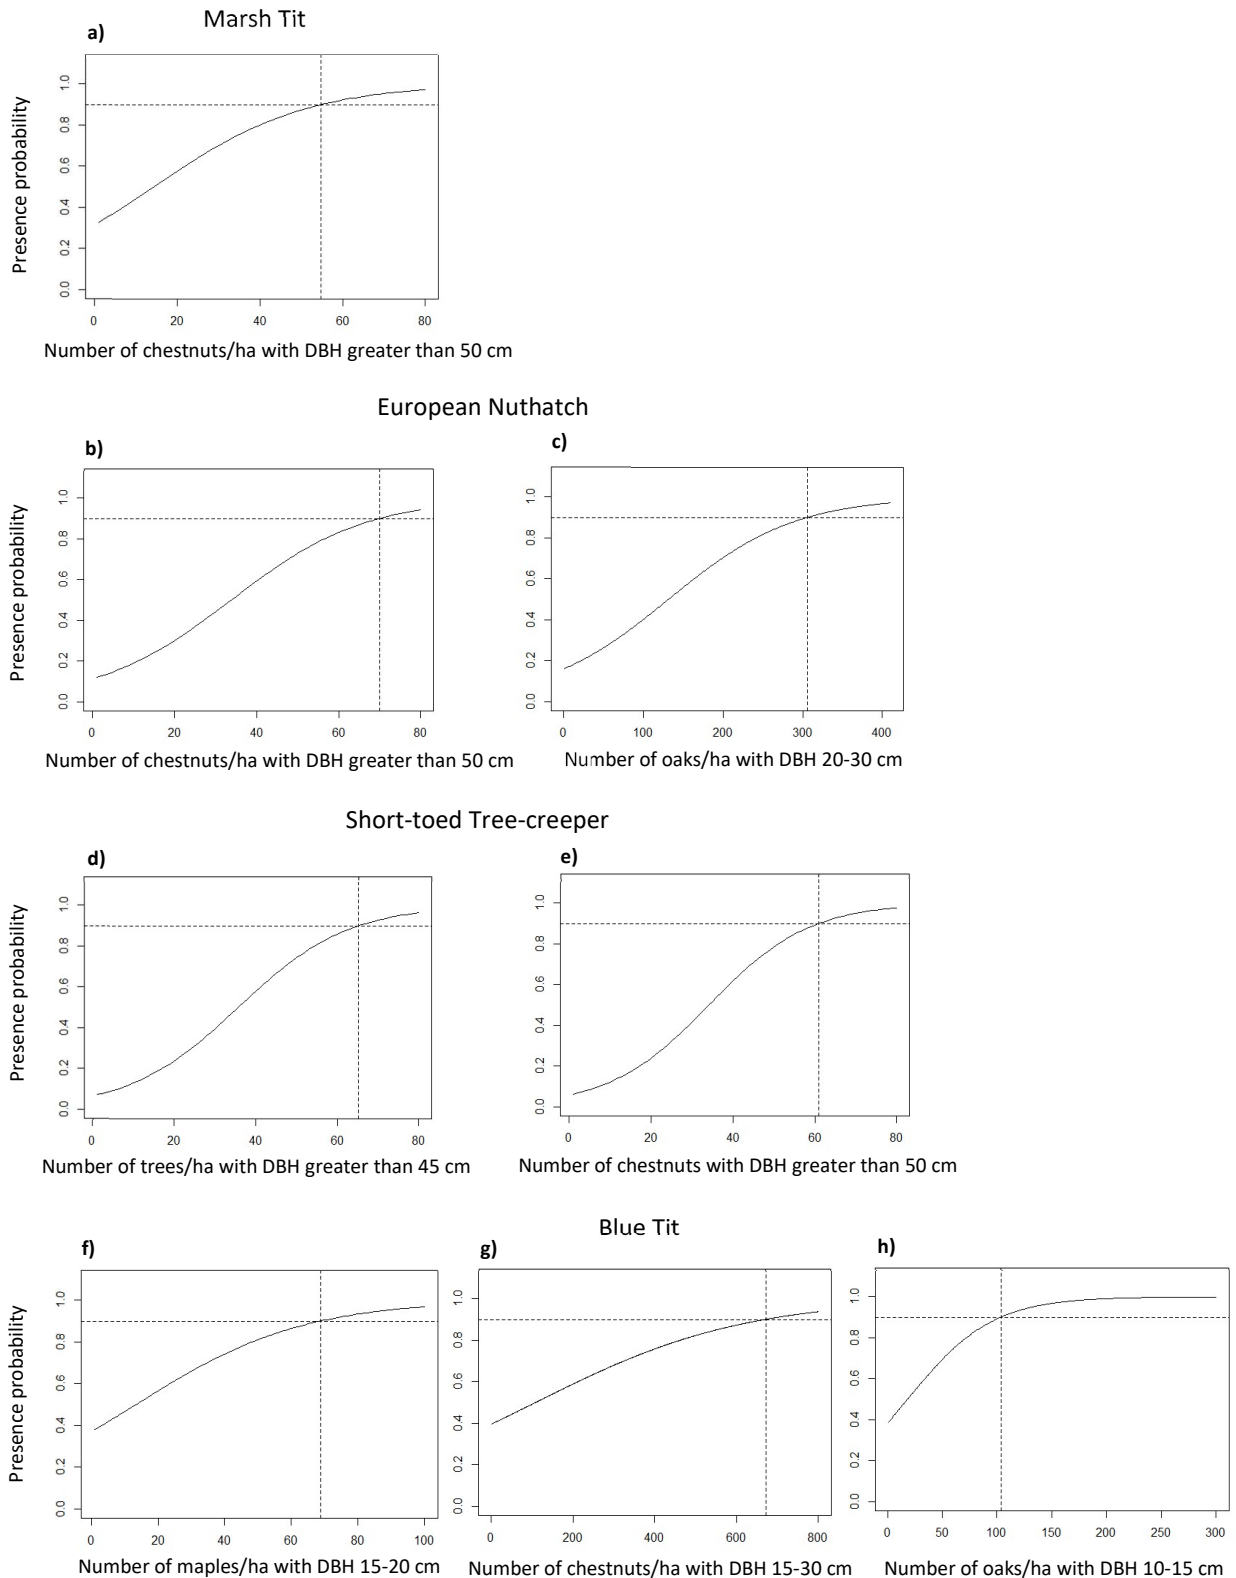 Marsh Tit
a)
Presence probability
0.0 0.2 0.4 0.6 0.8 1.0
0 20 40 60 80
Number of chestnuts/ha with DBH greater than 50 cm
European Nuthatch
b)
Presence probability
0.0 0.2 0.4 0.6 0.8 1.0
0 20 40 60 80
Number of chestnuts/ha with DBH greater than 50 cm
c)
0.0 0.2 0.4 0.6 0.8 1.0
0 100 200 300 400
Number of oaks/ha with DBH 20-30 cm
Short-toed Tree-creeper
d)
Presence probability
0.0 0.2 0.4 0.6 0.8 1.0
0 20 40 60 80
Number of trees/ha with DBH greater than 45 cm
e)
0.0 0.2 0.4 0.6 0.8 1.0
0 20 40 60 80
Number of chestnuts with DBH greater than 50 cm
Blue Tit
f)
Presence probability
0.0 0.2 0.4 0.6 0.8 1.0
0 20 40 60 80 100
Number of maples/ha with DBH 15-20 cm
g)
0.0 0.2 0.4 0.6 0.8 1.0
0 200 400 600 800
Number of chestnuts/ha with DBH 15-30 cm
h)
0.0 0.2 0.4 0.6 0.8 1.0
0 50 100 150 200 250 300
Number of oaks/ha with DBH 10-15 cm